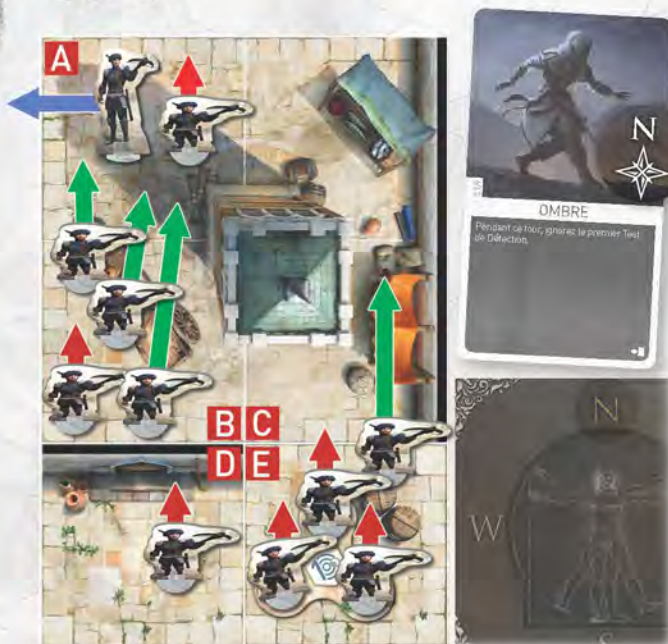 A
N
OMBRE
Pendant ce tour, ignorez le premier Test
de Détection.
B C
D E
N
W
S